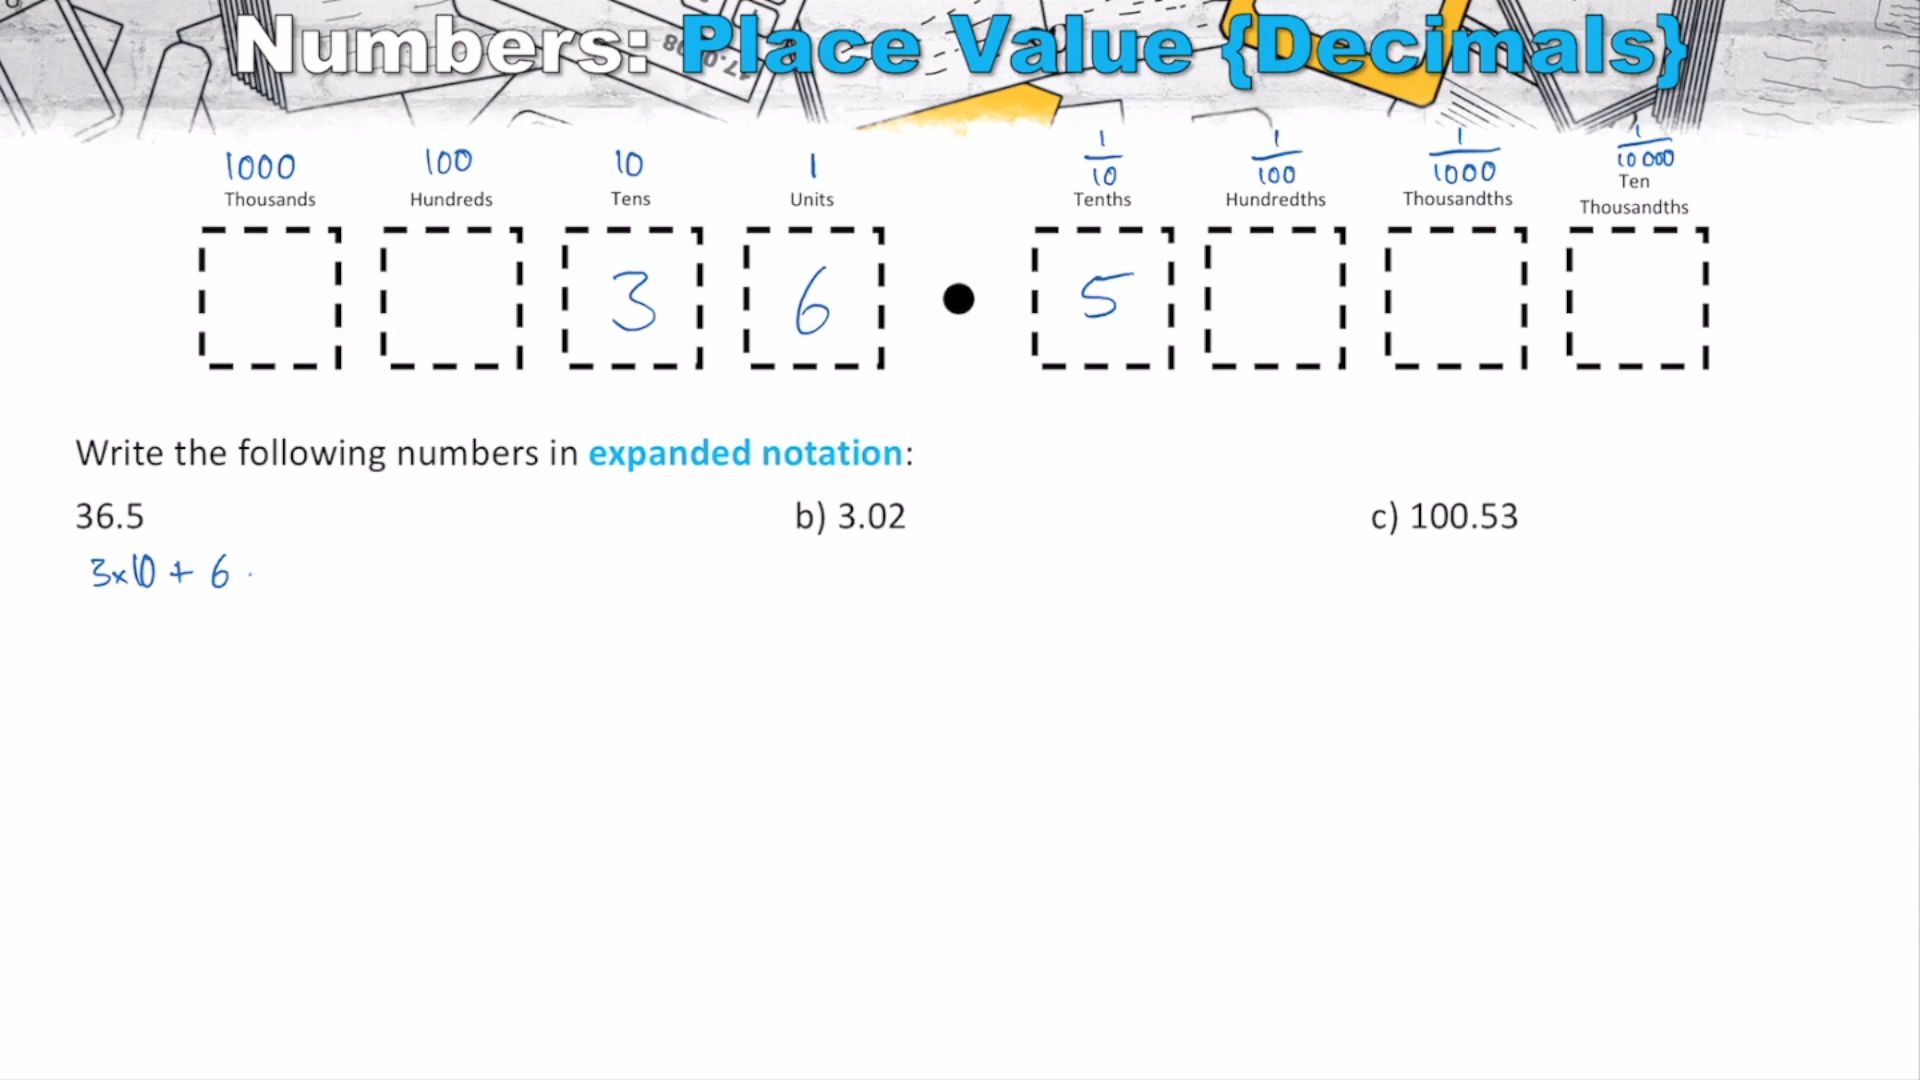 Numbers: Place Value {Decimals}
1000 100 10 1 1/10 1/100 1/1000 1/10 000
Thousands Hundreds Tens Units Tenths Hundredths Thousandths Ten Thousandths
3 6 . 5
Write the following numbers in expanded notation:
36.5 b) 3.02 c) 100.53
3x10 + 6